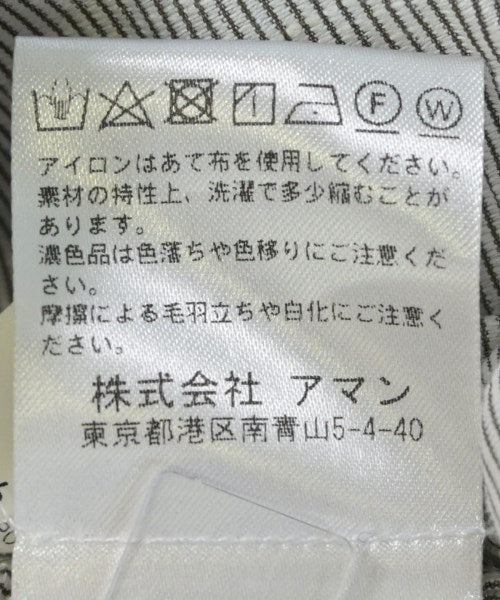 F W
アイロンはあて布を使用してください。
素材の特性上、洗濯で多少縮むことが
あります。
濃色品は色落ちや色移りにご注意くだ
さい。
摩擦による毛羽立ちや白化にご注意く
ださい。
株式会社 アマン
東京都港区南青山5-4-40